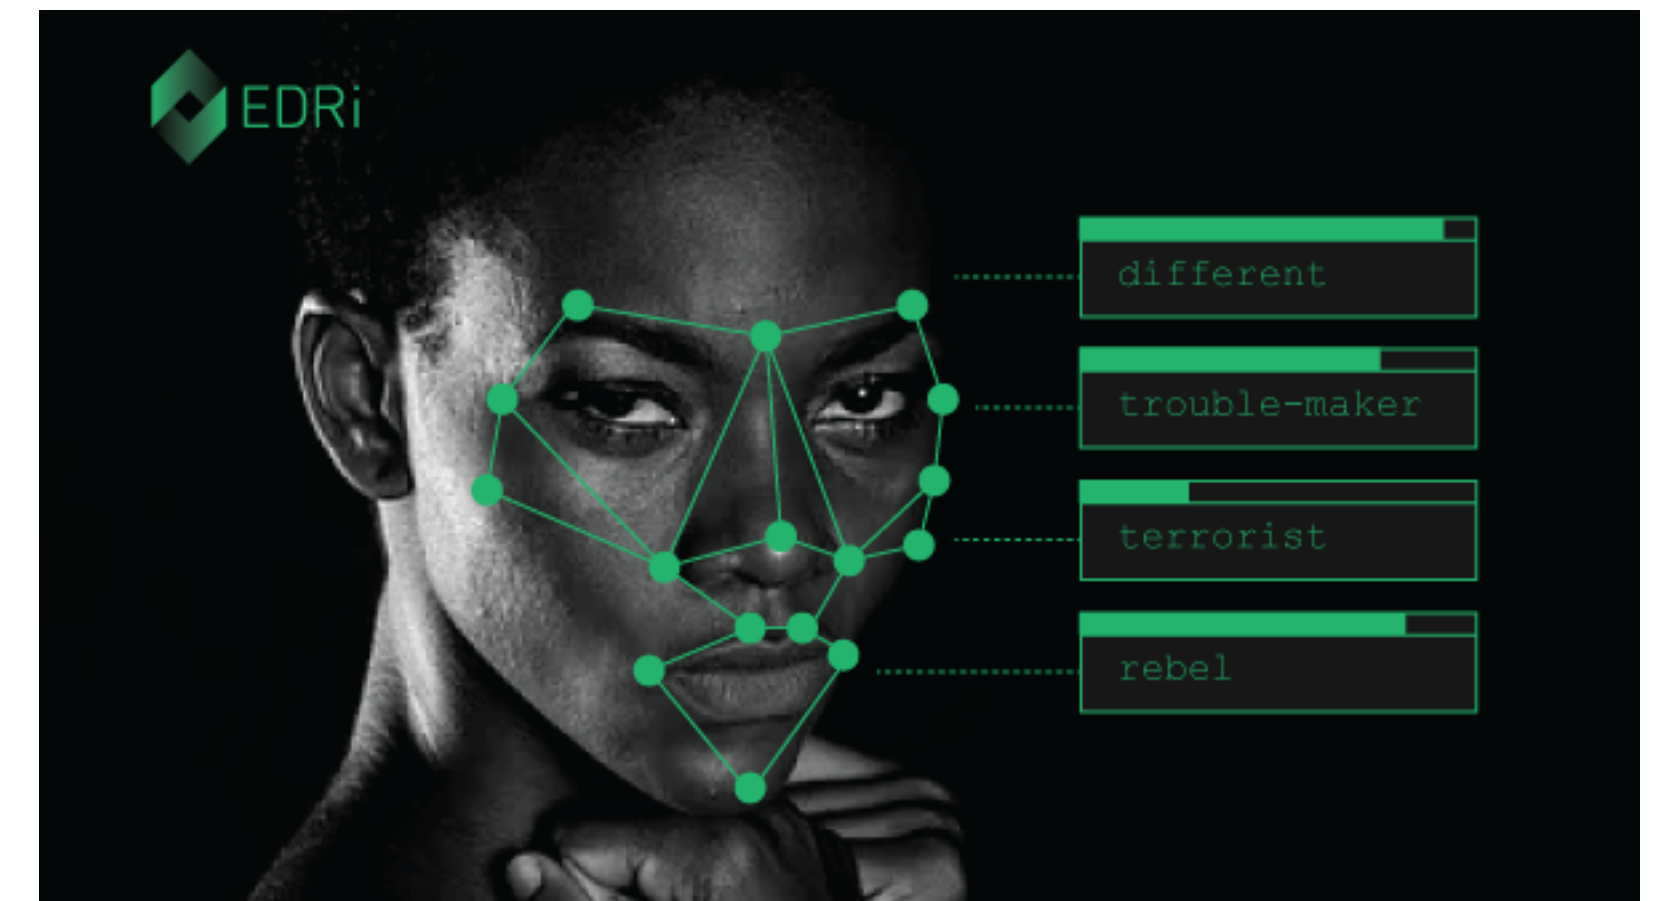 EDRi
different
trouble-maker
terrorist
rebel